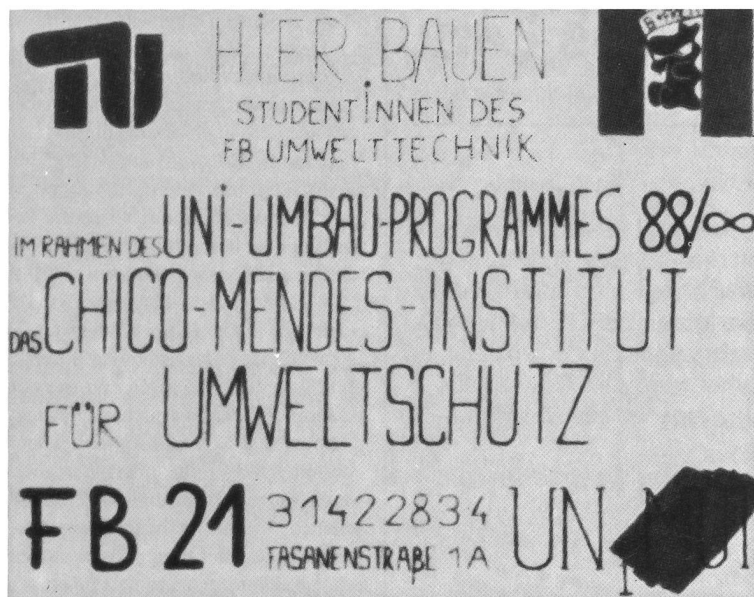 TU
HiER BAUEN
STUDENTiNNEN DES
FB UMWELTTECHNIK
IM RAHMEN DES UNi-UMBAU-PROGRAMMES 88/∞
DAS CHICO-MENDES-INSTITUT
FÜR UMWELTSCHUTZ
FB 21
31422834
FASANENSTRAßE 1A
UN